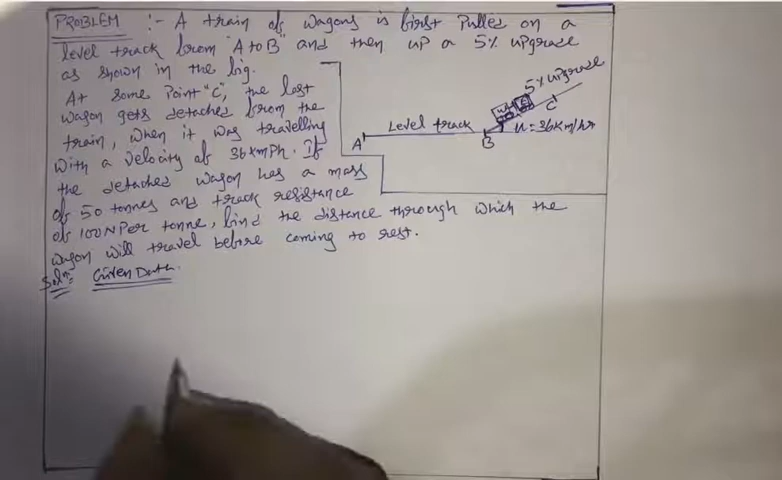 PROBLEM :- A train of wagons is first pulled on a
level track from "A to B" and then up a 5% upgrade
as shown in the fig.
At some Point "C", the last
wagon gets detached from the
train, when it was travelling
with a velocity of 36 kmph. If
the detached wagon has a mass
of 50 tonnes and track resistance
of 100N Per tonne, find the distance through which the
wagon will travel before coming to rest.
Soln:- Given Data.
5% upgrade
C
Level track
u=36Km/hr
A
B